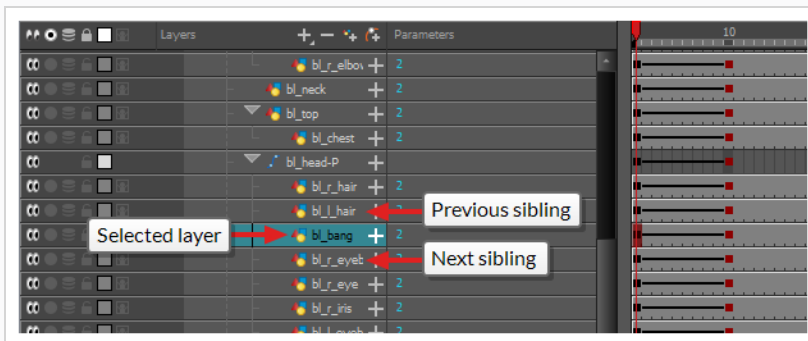 Layers Parameters 10
bl_r_elbov 2
bl_neck 2
bl_top 2
bl_chest 2
bl_head-P
bl_r_hair 2
bl_l_hair Previous sibling
Selected layer bl_bang 2
bl_r_eyeb Next sibling
bl_r_eye 2
bl_r_iris 2
2